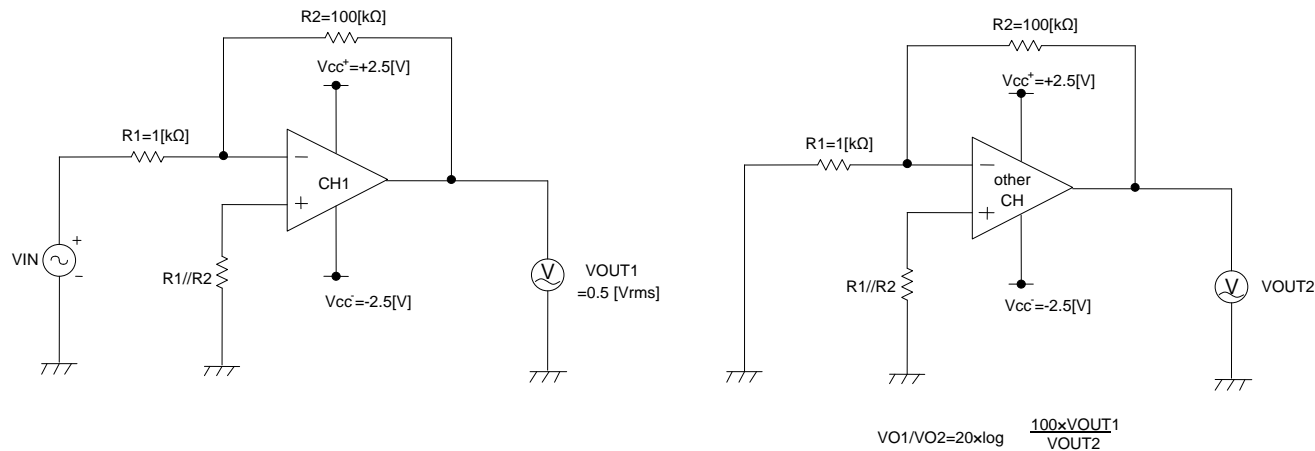 R2=100[kΩ]
Vcc+=+2.5[V]
R1=1[kΩ]
−
CH1
+
VIN
+
−
R1//R2
V
VOUT1
=0.5 [Vrms]
Vcc-=-2.5[V]
R2=100[kΩ]
Vcc+=+2.5[V]
R1=1[kΩ]
−
other
CH
+
R1//R2
V
VOUT2
Vcc-=-2.5[V]
VO1/VO2=20×log 100×VOUT1
VOUT2